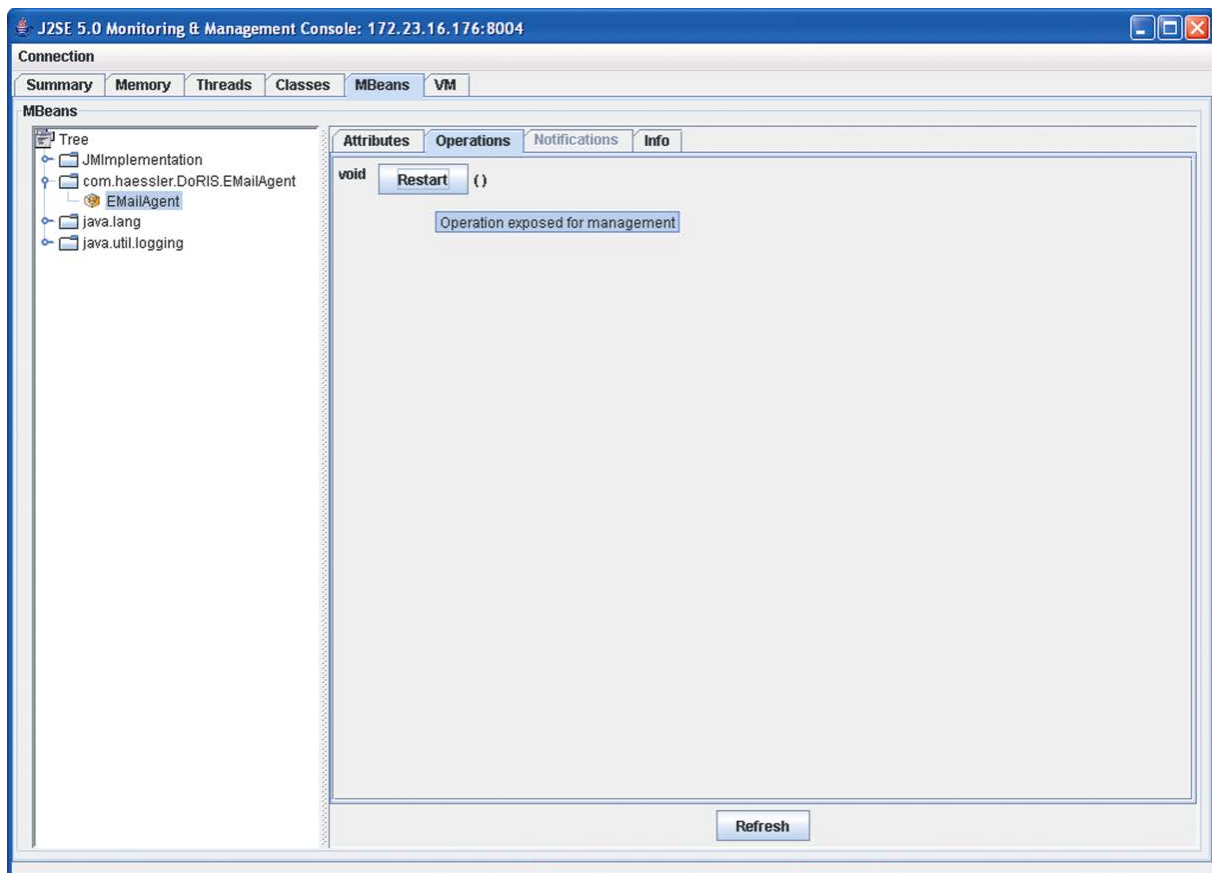 J2SE 5.0 Monitoring & Management Console: 172.23.16.176:8004
Connection
Summary Memory Threads Classes MBeans VM
MBeans
Tree
JMImplementation
com.haessler.DoRIS.EMailAgent
EMailAgent
java.lang
java.util.logging
Attributes Operations Notifications Info
void Restart ()
Operation exposed for management
Refresh